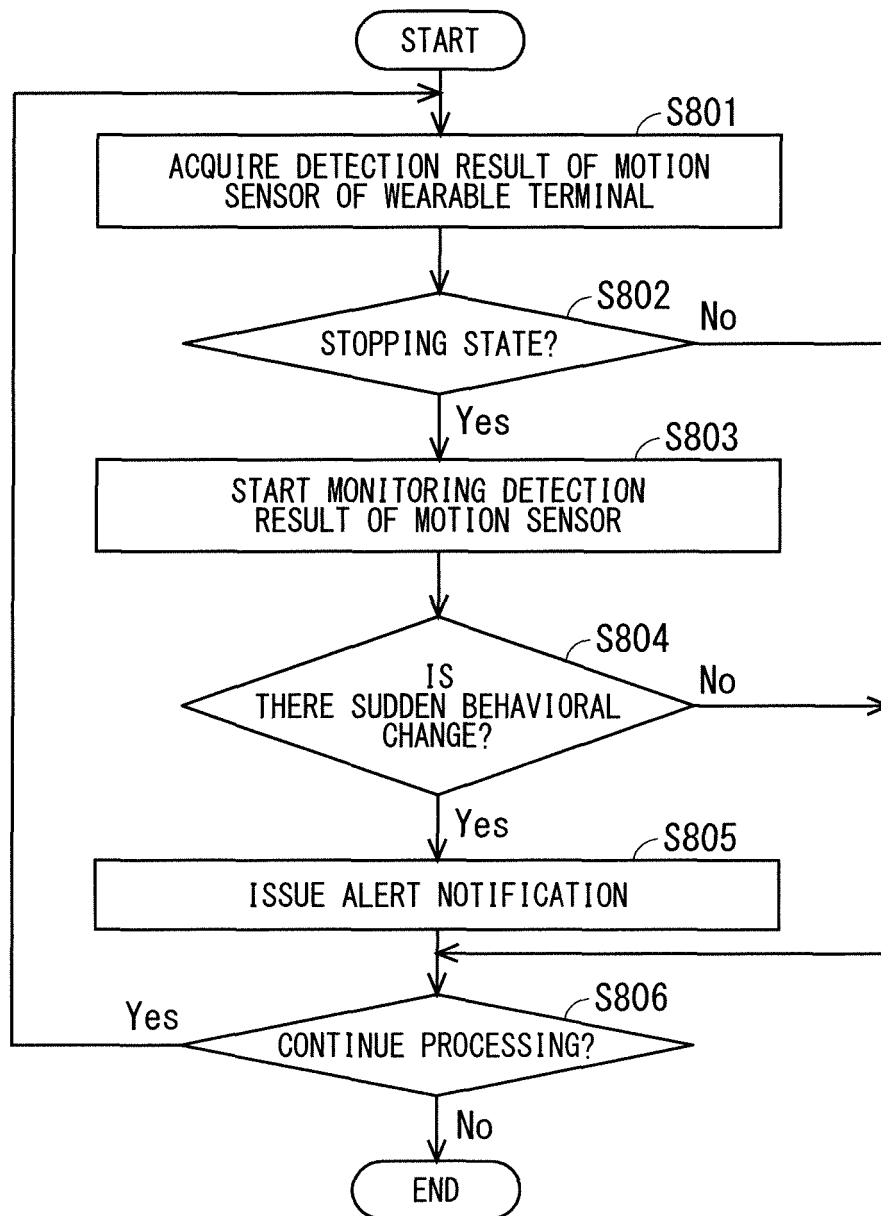 START
S801
ACQUIRE DETECTION RESULT OF MOTION
SENSOR OF WEARABLE TERMINAL
S802
STOPPING STATE?
No
Yes
S803
START MONITORING DETECTION
RESULT OF MOTION SENSOR
S804
IS
THERE SUDDEN BEHAVIORAL
CHANGE?
No
Yes
S805
ISSUE ALERT NOTIFICATION
S806
Yes
CONTINUE PROCESSING?
No
END